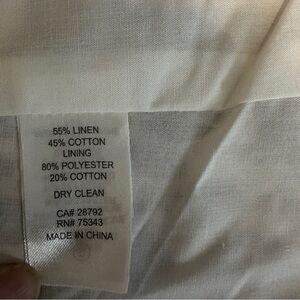 55% LINEN
45% COTTON
LINING
80% POLYESTER
20% COTTON
DRY CLEAN
CA# 28792
RN# 75343
MADE IN CHINA